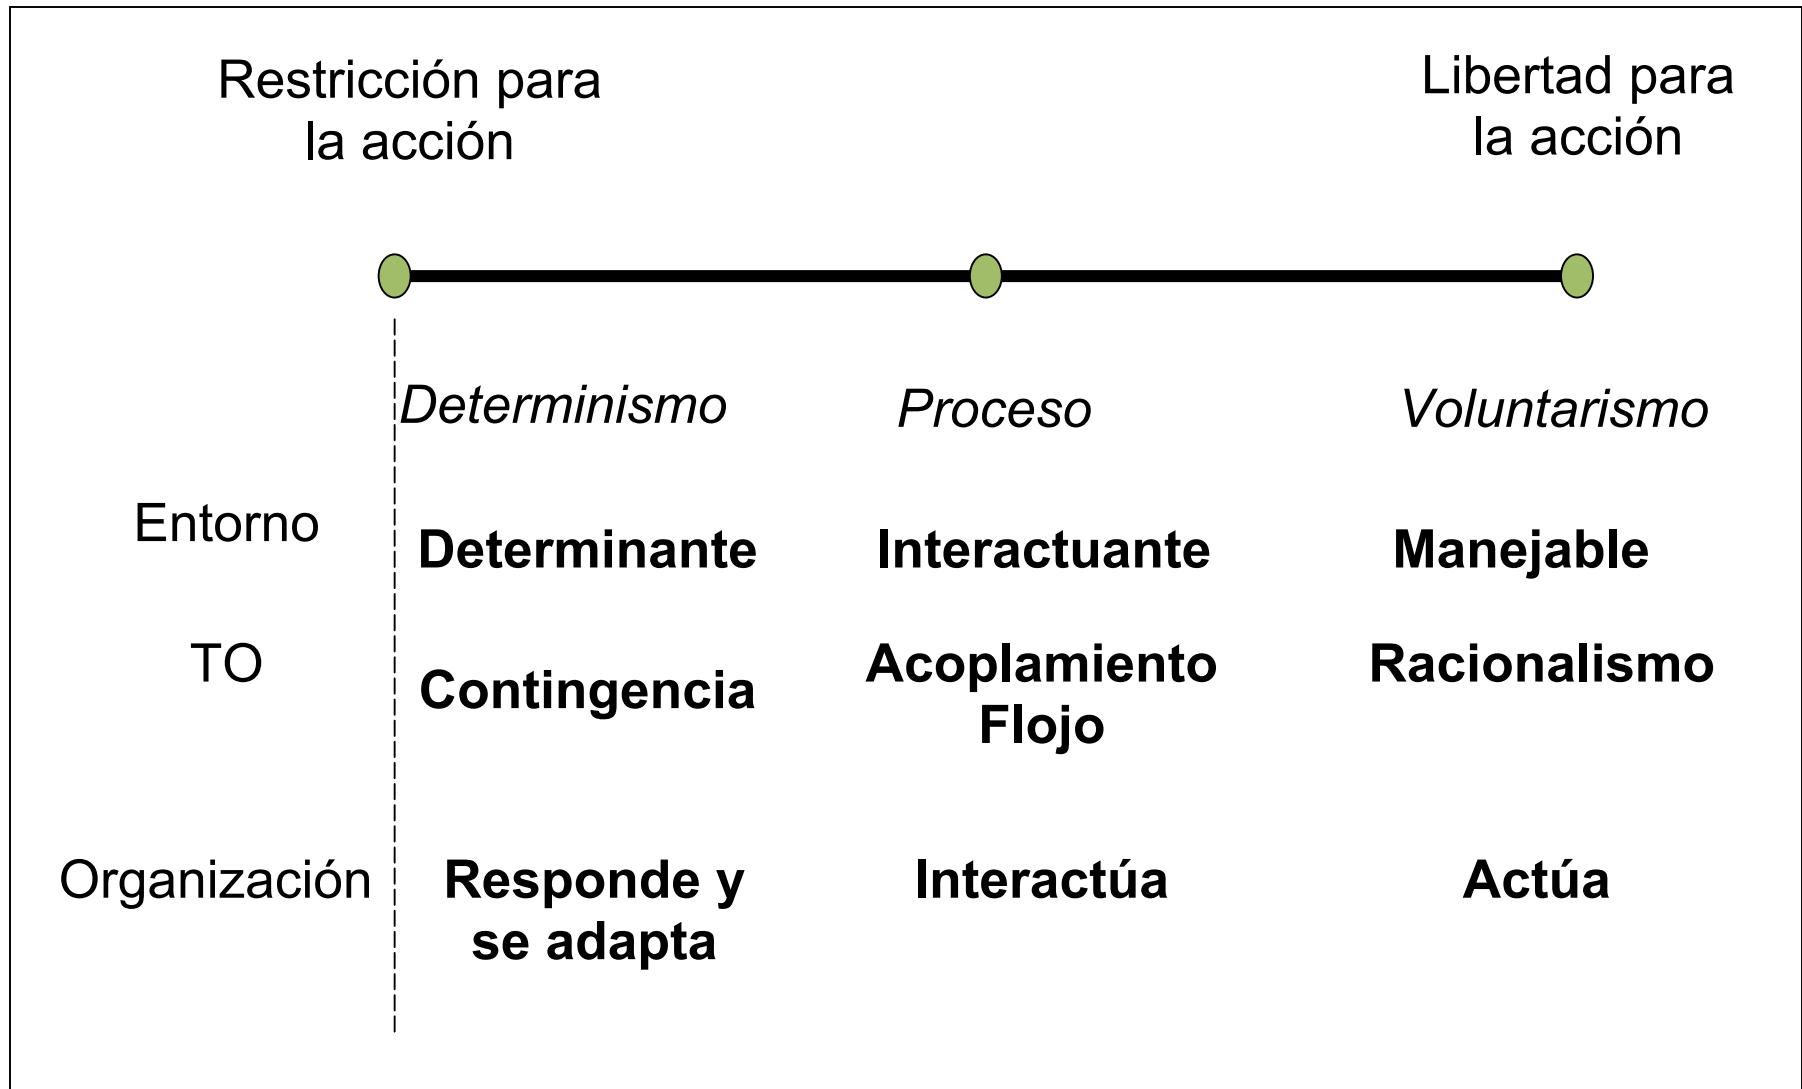 Restricción para
la acción
Libertad para
la acción
Determinismo
Proceso
Voluntarismo
Entorno
Determinante
Interactuante
Manejable
TO
Contingencia
Acoplamiento
Flojo
Racionalismo
Organización
Responde y
se adapta
Interactúa
Actúa